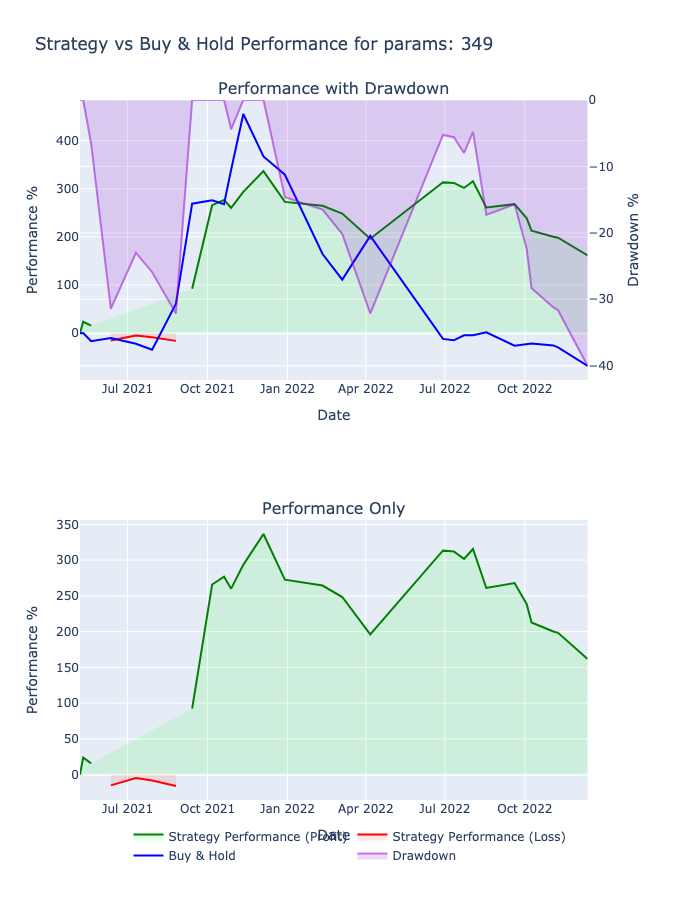 Strategy vs Buy & Hold Performance for params: 349
Performance with Drawdown
400
300
200
100
0
0
−10
−20
−30
−40
Performance %
Drawdown %
Jul 2021
Oct 2021
Jan 2022
Apr 2022
Jul 2022
Oct 2022
Date
Performance Only
350
300
250
200
150
100
50
0
Performance %
Jul 2021
Oct 2021
Jan 2022
Apr 2022
Jul 2022
Oct 2022
Date
Strategy Performance (Profit)
Strategy Performance (Loss)
Buy & Hold
Drawdown